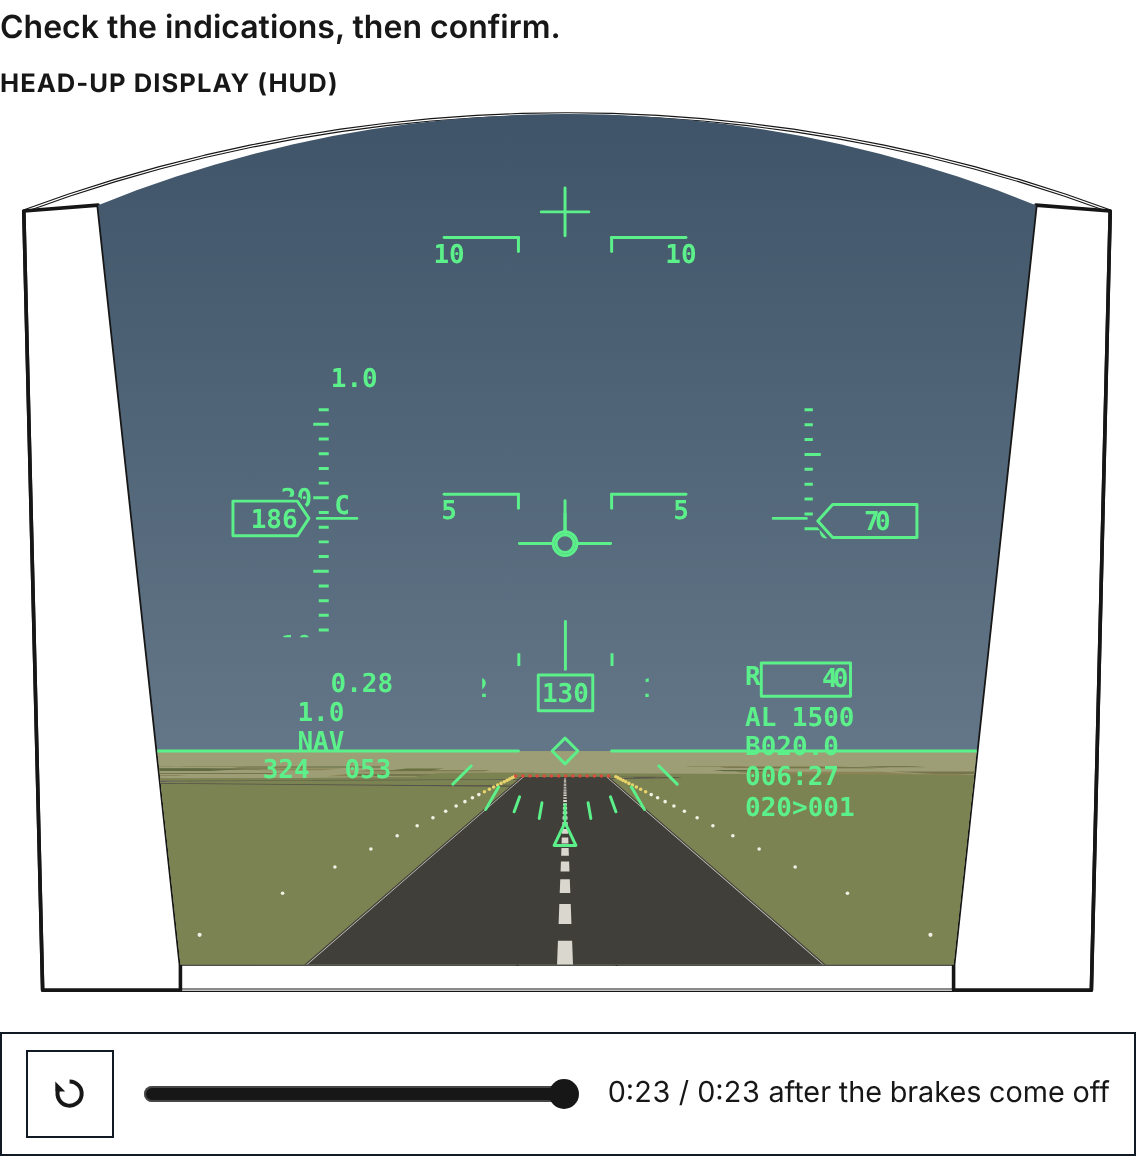 Check the indications, then confirm.
HEAD-UP DISPLAY (HUD)
10 10
1.0
20 C
186 70
5 5
0.28 130 R 40
1.0 AL 1500
NAV B020.0
324 053 006:27
020>001
0:23 / 0:23 after the brakes come off